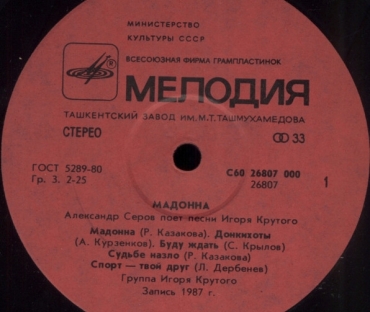 МИНИСТЕРСТВО
КУЛЬТУРЫ СССР
ВСЕСОЮЗНАЯ ФИРМА ГРАМПЛАСТИНОК
МЕЛОДИЯ
ТАШКЕНТСКИЙ ЗАВОД ИМ. М.Т. ТАШМУХАМЕДОВА
СТЕРЕО
33
ГОСТ 5289-80
Гр. 3. 2-25
С60 26807 000
26807
1
МАДОННА
Александр Серов поет песни Игоря Крутого
Мадонна (Р. Казакова). Донкихоты
(А. Курзенков). Буду ждать (С. Крылов)
Судьбе назло (Р. Казакова)
Спорт — твой друг (Л. Дербенев)
Группа Игоря Крутого
Запись 1987 г.